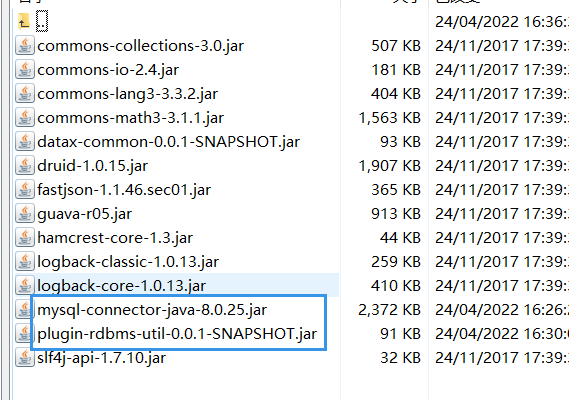 ..	24/04/2022 16:36:
commons-collections-3.0.jar	507 KB	24/11/2017 17:39:
commons-io-2.4.jar	181 KB	24/11/2017 17:39:
commons-lang3-3.3.2.jar	404 KB	24/11/2017 17:39:
commons-math3-3.1.1.jar	1,563 KB	24/11/2017 17:39:
datax-common-0.0.1-SNAPSHOT.jar	93 KB	24/11/2017 17:39:
druid-1.0.15.jar	1,907 KB	24/11/2017 17:39:
fastjson-1.1.46.sec01.jar	365 KB	24/11/2017 17:39:
guava-r05.jar	913 KB	24/11/2017 17:39:
hamcrest-core-1.3.jar	44 KB	24/11/2017 17:39:
logback-classic-1.0.13.jar	259 KB	24/11/2017 17:39:
logback-core-1.0.13.jar	410 KB	24/11/2017 17:39:
mysql-connector-java-8.0.25.jar	2,372 KB	24/04/2022 16:26:
plugin-rdbms-util-0.0.1-SNAPSHOT.jar	91 KB	24/04/2022 16:30:
slf4j-api-1.7.10.jar	32 KB	24/11/2017 17:39: